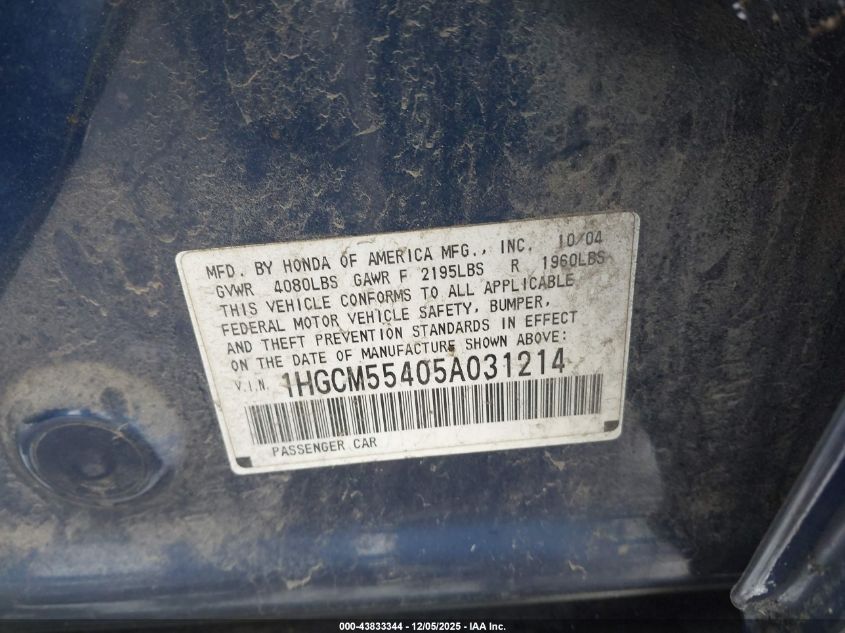 MFD. BY HONDA OF AMERICA MFG., INC. 10/04
GVWR 4080LBS GAWR F 2195LBS R 1960LBS
THIS VEHICLE CONFORMS TO ALL APPLICABLE
FEDERAL MOTOR VEHICLE SAFETY, BUMPER,
AND THEFT PREVENTION STANDARDS IN EFFECT
ON THE DATE OF MANUFACTURE SHOWN ABOVE:
V.I.N. 1HGCM55405A031214
PASSENGER CAR
000-43833344 - 12/05/2025 - IAA Inc.